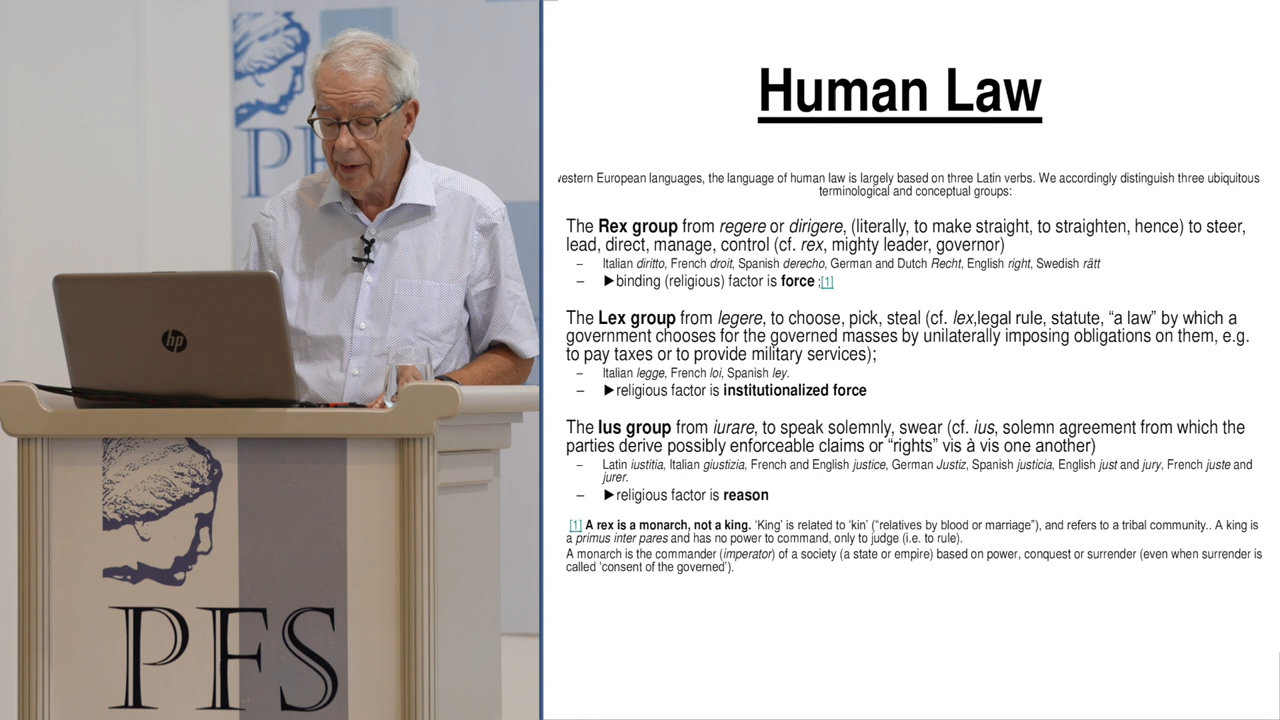 PF
hp
PFS
Human Law
western European languages, the language of human law is largely based on three Latin verbs. We accordingly distinguish three ubiquitous
terminological and conceptual groups:
The Rex group from regere or dirigere, (literally, to make straight, to straighten, hence) to steer,
lead, direct, manage, control (cf. rex, mighty leader, governor)
– Italian diritto, French droit, Spanish derecho, German and Dutch Recht, English right, Swedish rätt
– ►binding (religious) factor is force ;[1]
The Lex group from legere, to choose, pick, steal (cf. lex,legal rule, statute, “a law” by which a
government chooses for the governed masses by unilaterally imposing obligations on them, e.g.
to pay taxes or to provide military services);
– Italian legge, French loi, Spanish ley.
– ►religious factor is institutionalized force
The Ius group from iurare, to speak solemnly, swear (cf. ius, solemn agreement from which the
parties derive possibly enforceable claims or “rights” vis à vis one another)
– Latin iustitia, Italian giustizia, French and English justice, German Justiz, Spanish justicia, English just and jury, French juste and
jurer.
– ►religious factor is reason
[1] A rex is a monarch, not a king. ‘King’ is related to ‘kin’ (“relatives by blood or marriage”), and refers to a tribal community.. A king is
a primus inter pares and has no power to command, only to judge (i.e. to rule).
A monarch is the commander (imperator) of a society (a state or empire) based on power, conquest or surrender (even when surrender is
called ‘consent of the governed’).